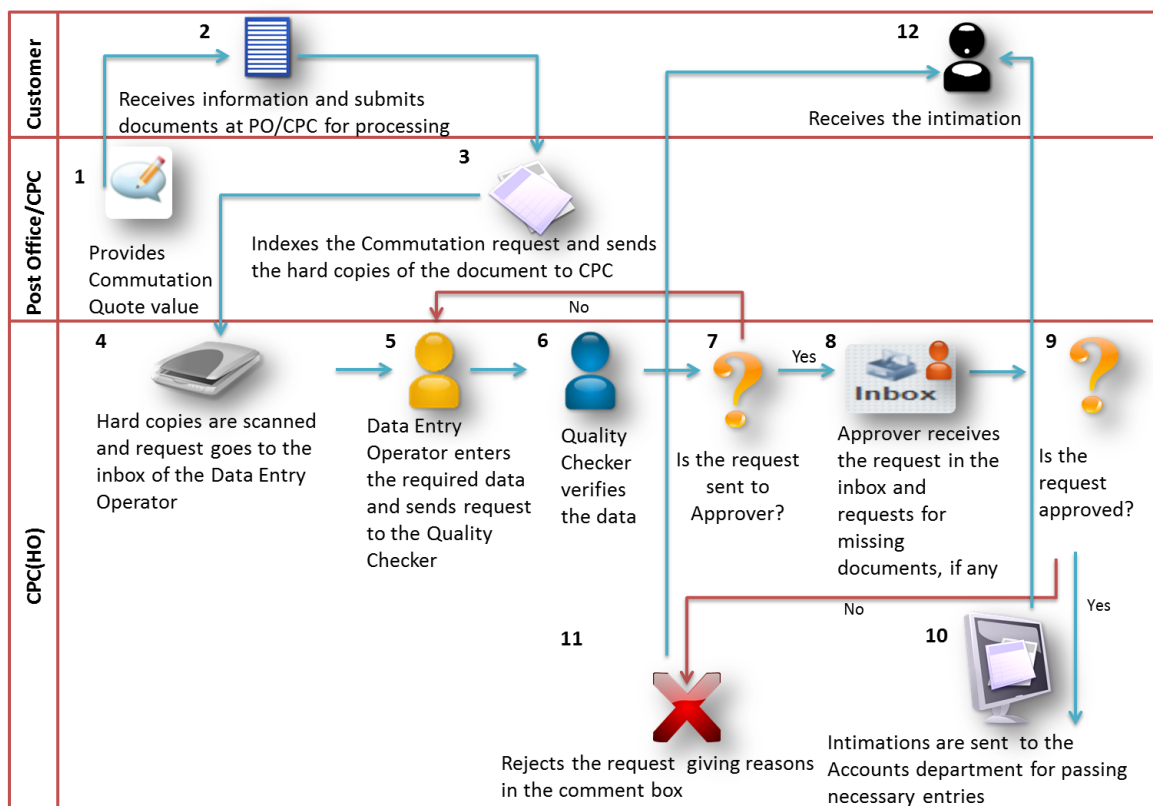 Customer
2
Receives information and submits
documents at PO/CPC for processing
12
Receives the intimation
Post Office/CPC
1
Provides
Commutation
Quote value
3
Indexes the Commutation request and sends
the hard copies of the document to CPC
No
CPC(HO)
4
Hard copies are scanned
and request goes to the
inbox of the Data Entry
Operator
5
Data Entry
Operator enters
the required data
and sends request
to the Quality
Checker
6
Quality
Checker
verifies
the data
7
Is the request
sent to
Approver?
Yes
8
Inbox
Approver receives
the request in the
inbox and
requests for
missing
documents, if any
9
Is the
request
approved?
No
Yes
11
Rejects the request giving reasons
in the comment box
10
Intimations are sent to the
Accounts department for passing
necessary entries